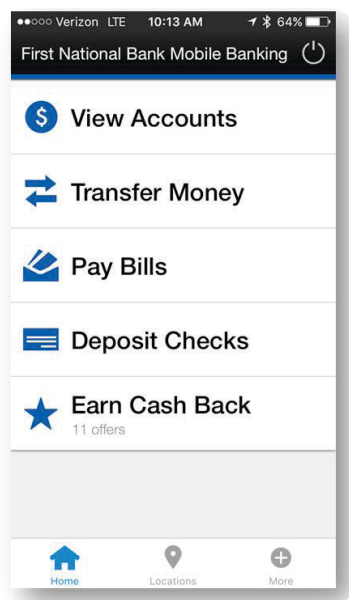 Verizon LTE 10:13 AM 64%
First National Bank Mobile Banking
$ View Accounts
Transfer Money
Pay Bills
Deposit Checks
Earn Cash Back
11 offers
Home Locations More